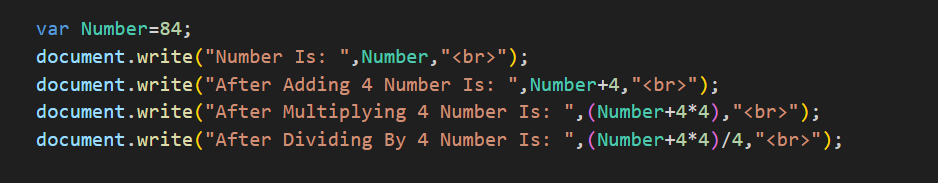 var Number=84;
document.write("Number Is: ",Number,"<br>");
document.write("After Adding 4 Number Is: ",Number+4,"<br>");
document.write("After Multiplying 4 Number Is: ",(Number+4*4),"<br>");
document.write("After Dividing By 4 Number Is: ",(Number+4*4)/4,"<br>");